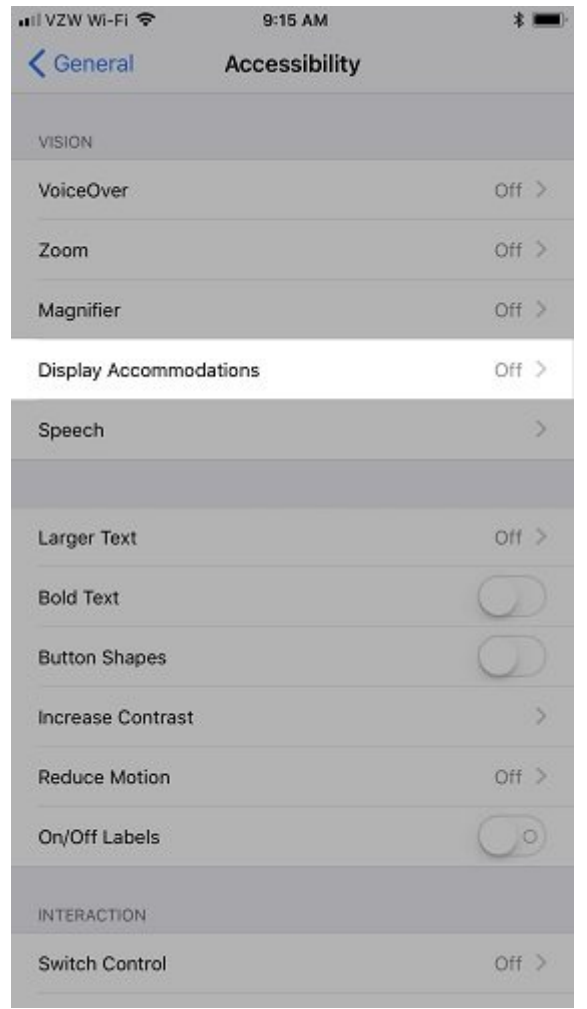 VZW Wi-Fi 9:15 AM
General Accessibility
VISION
VoiceOver Off
Zoom Off
Magnifier Off
Display Accommodations Off
Speech
Larger Text Off
Bold Text
Button Shapes
Increase Contrast
Reduce Motion Off
On/Off Labels
INTERACTION
Switch Control Off